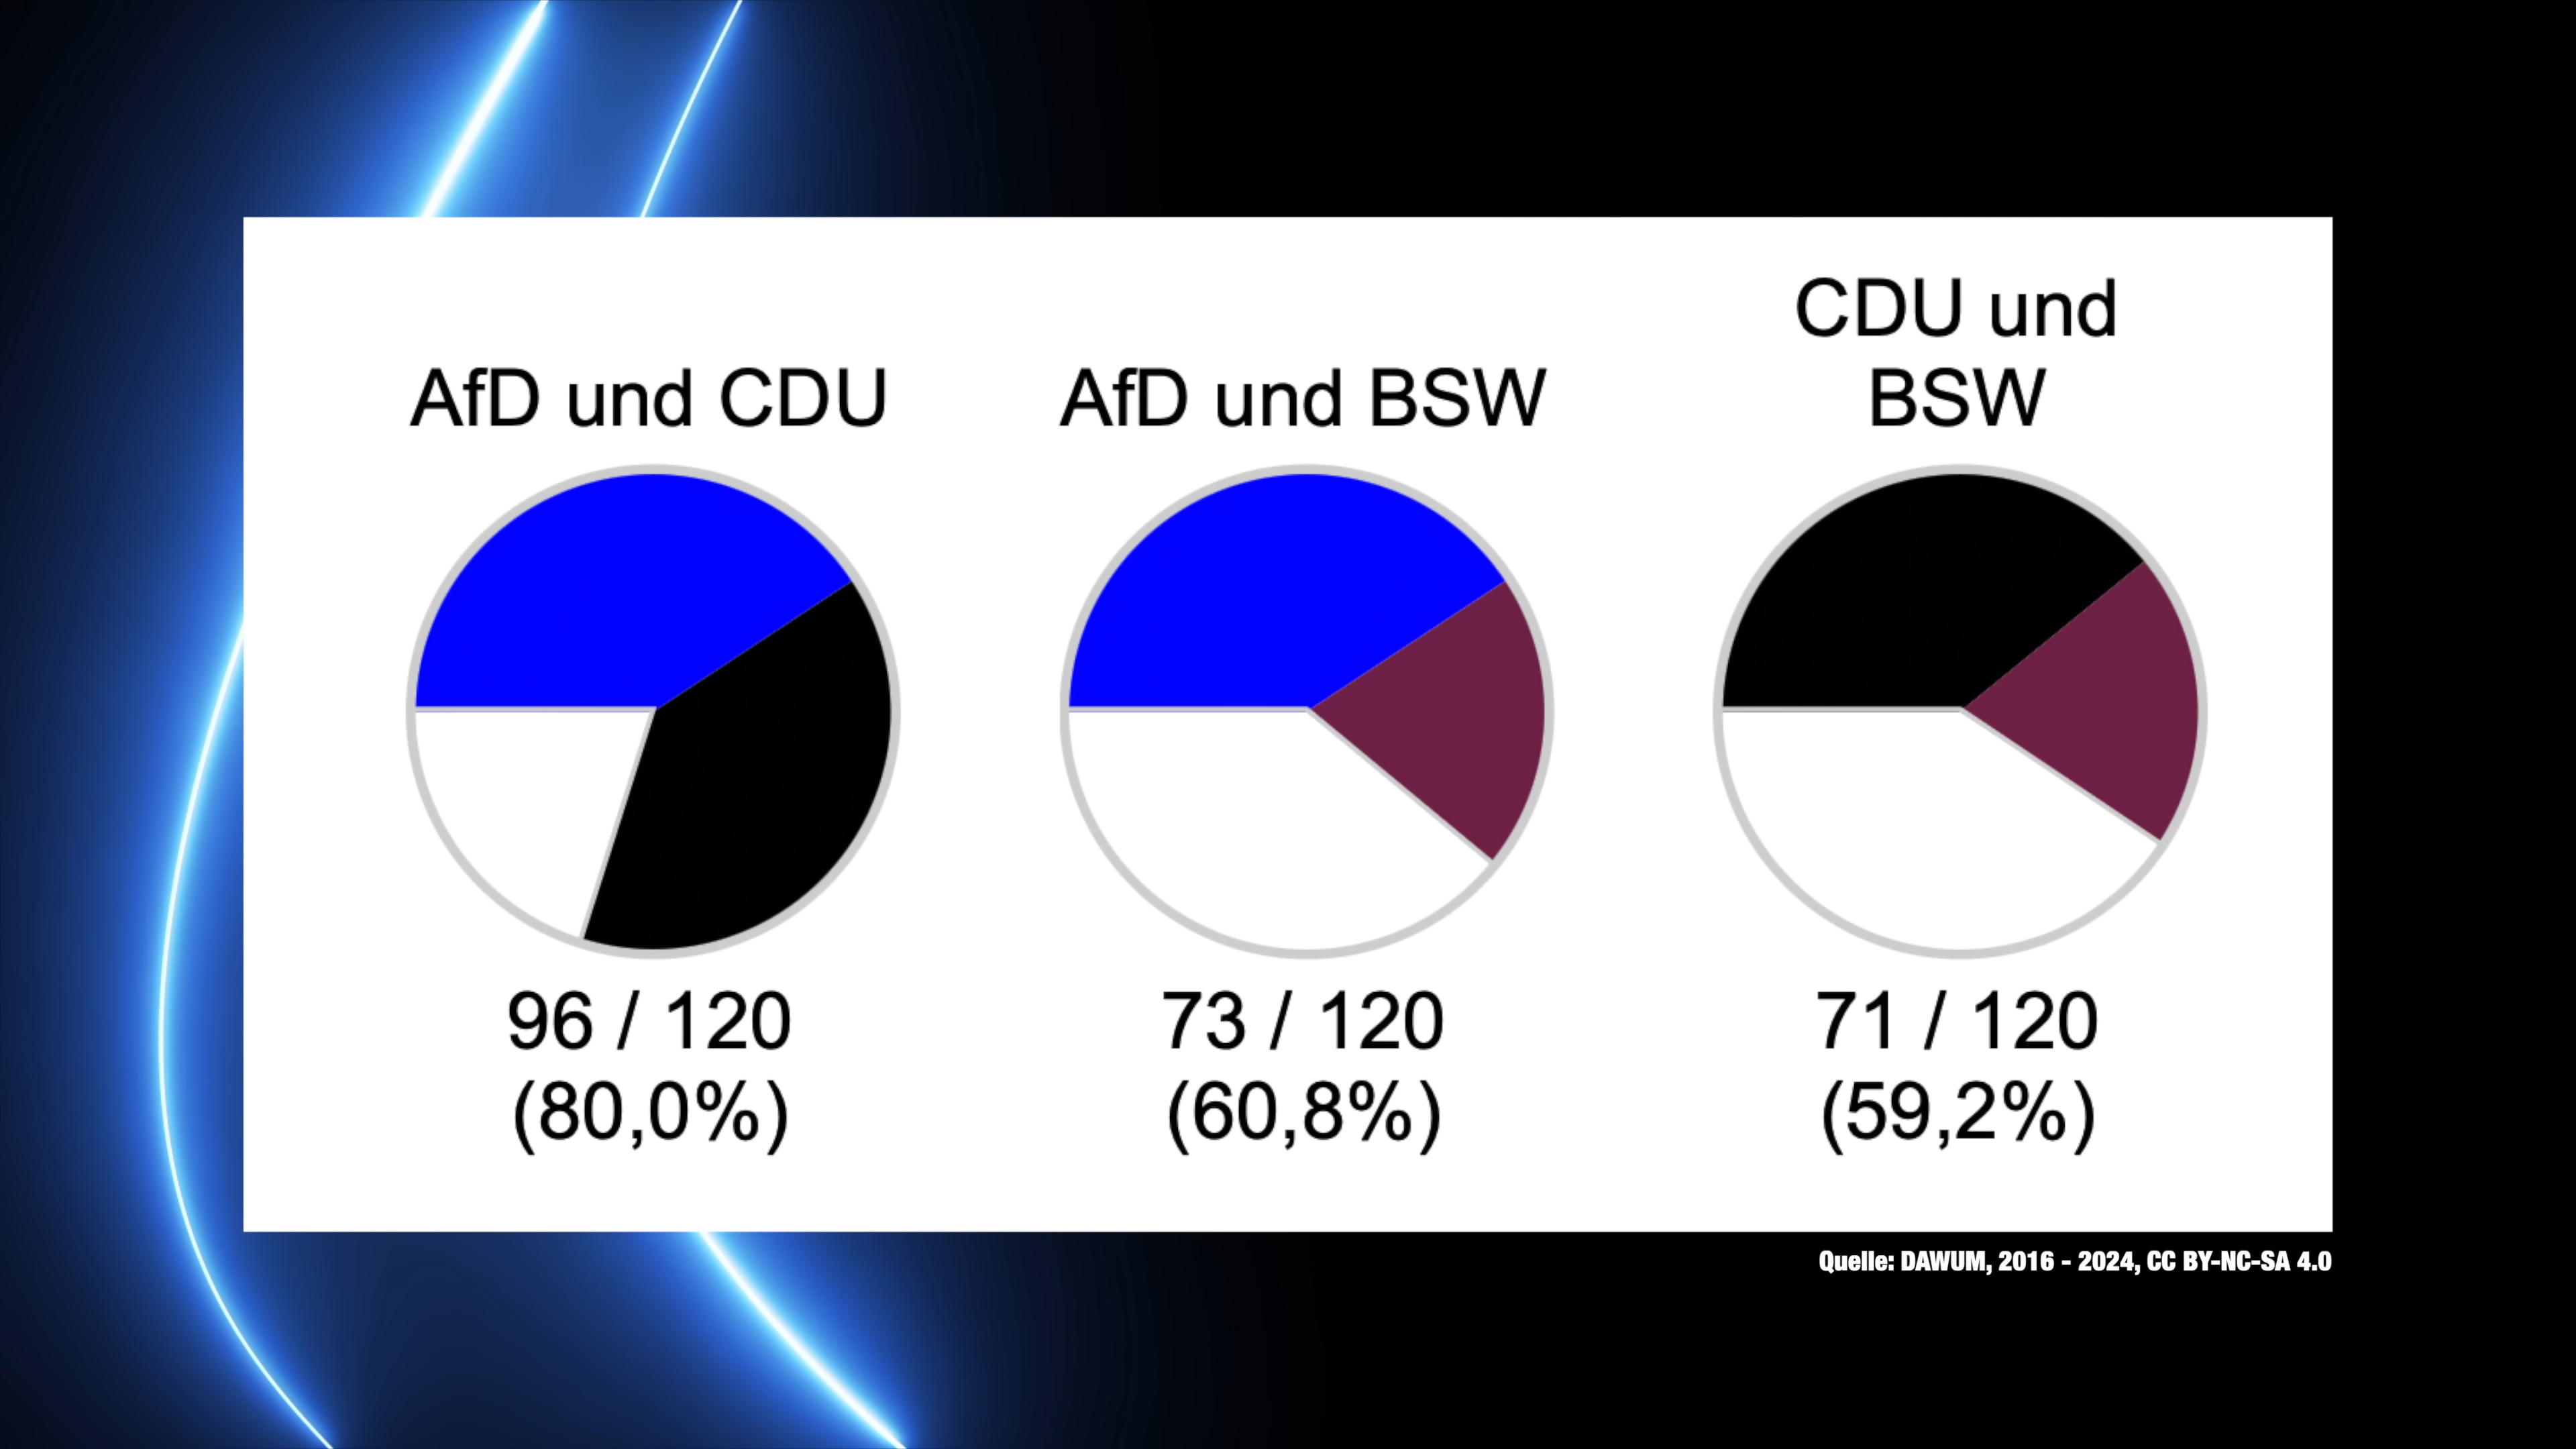 AfD und CDU
96 / 120
(80,0%)
AfD und BSW
73 / 120
(60,8%)
CDU und
BSW
71 / 120
(59,2%)
Quelle: DAWUM, 2016 - 2024, CC BY-NC-SA 4.0